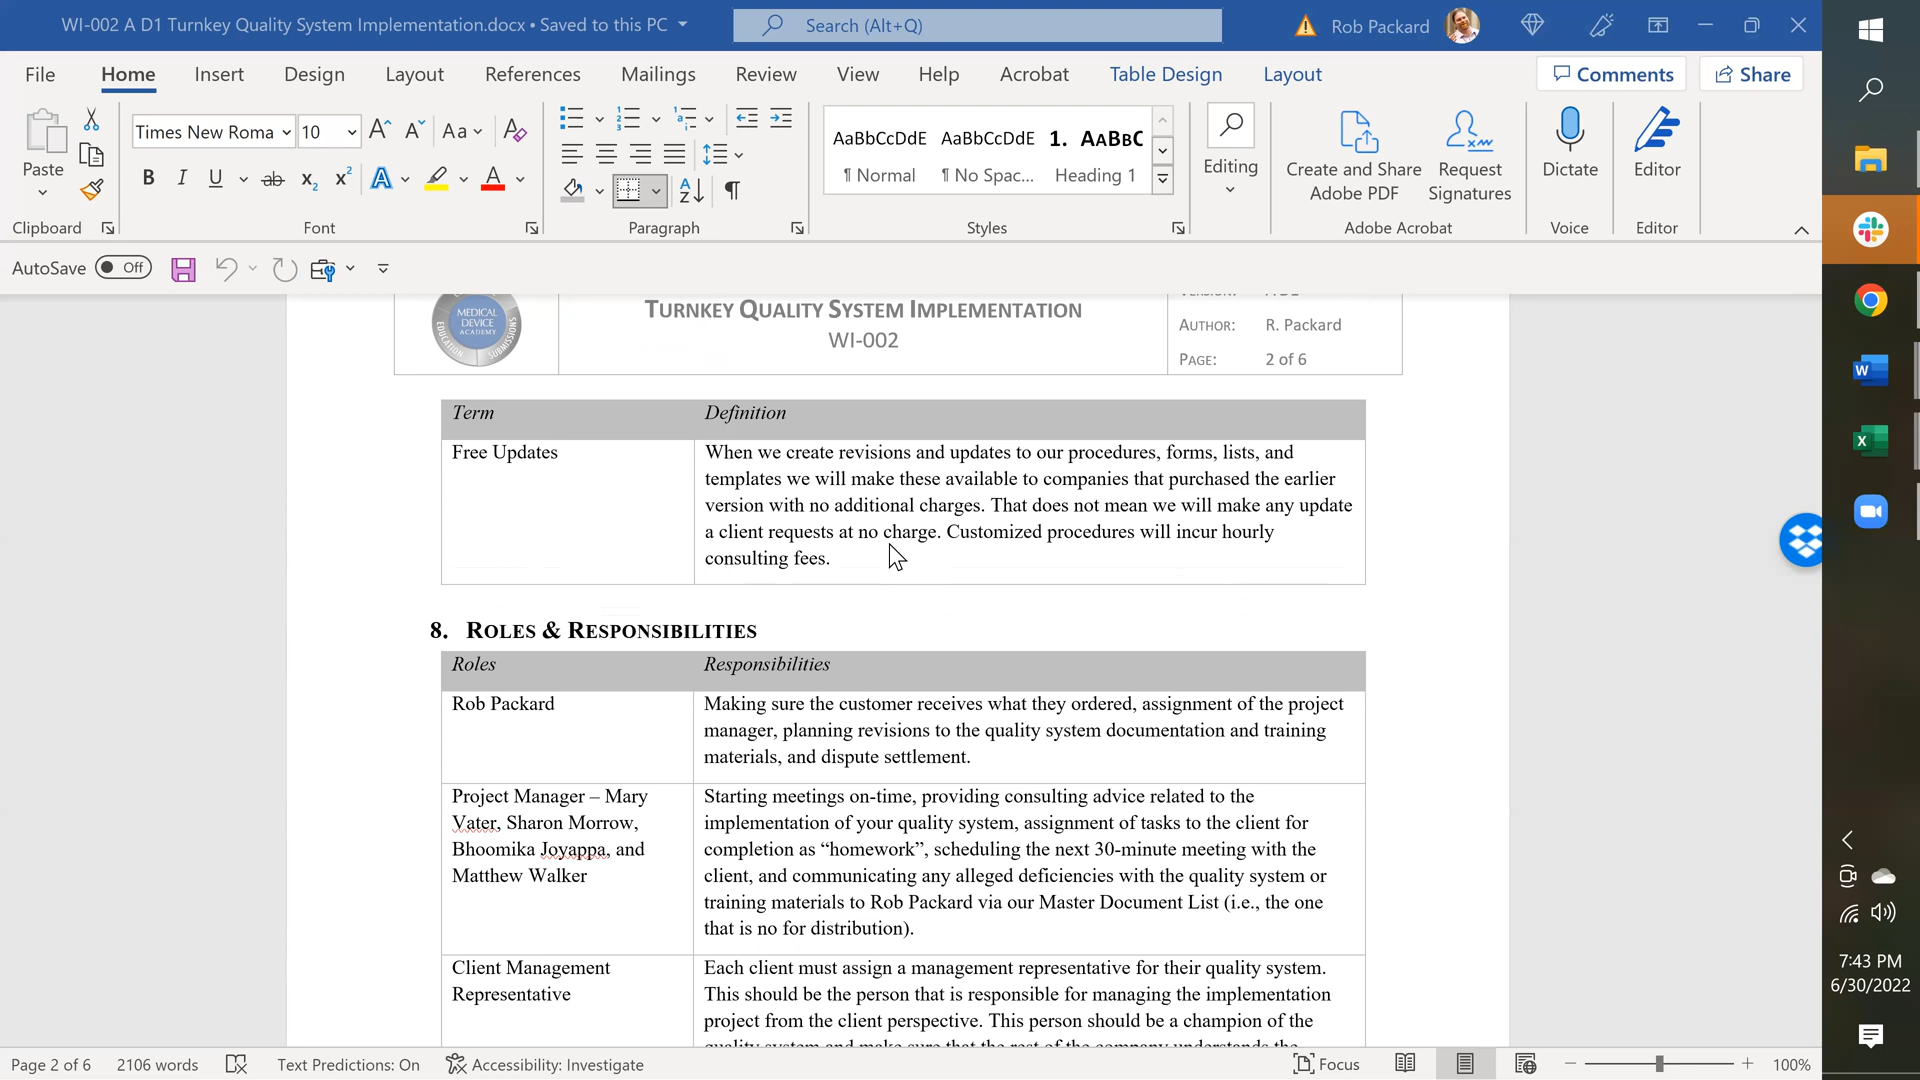 WI-002 A D1 Turnkey Quality System Implementation.docx • Saved to this PC
Search (Alt+Q)
Rob Packard
File Home Insert Design Layout References Mailings Review View Help Acrobat Table Design Layout
Comments
Share
Paste
Clipboard
Times New Roma 10
Font
Paragraph
AaBbCcDdE AaBbCcDdE 1. AABBC
¶ Normal ¶ No Spac... Heading 1
Styles
Editing
Create and Share
Adobe PDF
Request
Signatures
Adobe Acrobat
Dictate
Voice
Editor
Editor
AutoSave Off
MEDICAL
DEVICE
ACADEMY
EDUCATION
SUBMISSIONS
TURNKEY QUALITY SYSTEM IMPLEMENTATION
WI-002
AUTHOR: R. Packard
PAGE: 2 of 6
Term Definition
Free Updates
When we create revisions and updates to our procedures, forms, lists, and
templates we will make these available to companies that purchased the earlier
version with no additional charges. That does not mean we will make any update
a client requests at no charge. Customized procedures will incur hourly
consulting fees.
8. ROLES & RESPONSIBILITIES
Roles Responsibilities
Rob Packard
Making sure the customer receives what they ordered, assignment of the project
manager, planning revisions to the quality system documentation and training
materials, and dispute settlement.
Project Manager – Mary
Vater, Sharon Morrow,
Bhoomika Joyappa, and
Matthew Walker
Starting meetings on-time, providing consulting advice related to the
implementation of your quality system, assignment of tasks to the client for
completion as “homework”, scheduling the next 30-minute meeting with the
client, and communicating any alleged deficiencies with the quality system or
training materials to Rob Packard via our Master Document List (i.e., the one
that is no for distribution).
Client Management
Representative
Each client must assign a management representative for their quality system.
This should be the person that is responsible for managing the implementation
project from the client perspective. This person should be a champion of the
quality system and make sure that the rest of the company understands the
Page 2 of 6 2106 words Text Predictions: On Accessibility: Investigate
Focus
100%
7:43 PM
6/30/2022